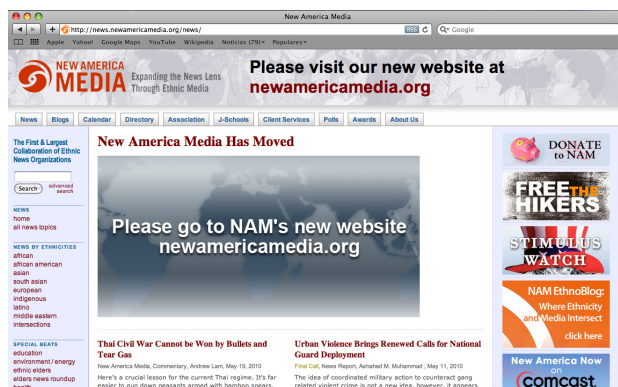 New America Media
http://news.newamericamedia.org/news/
RSS
Google
Apple Yahoo! Google Maps YouTube Wikipedia Noticias (79) Populares
NEW AMERICA
MEDIA
Expanding the News Lens
Through Ethnic Media
Please visit our new website at
newamericamedia.org
News Blogs Calendar Directory Association J-Schools Client Services Polls Awards About Us
The First & Largest
Collaboration of Ethnic
News Organizations
Search
advanced
search
NEWS
home
all news topics
NEWS BY ETHNICITIES
african
african american
asian
south asian
european
indigenous
latino
middle eastern
intersections
SPECIAL BEATS
education
environment / energy
ethnic elders
elders news roundup
New America Media Has Moved
Please go to NAM's new website
newamericamedia.org
Thai Civil War Cannot be Won by Bullets and
Tear Gas
New America Media, Commentary, Andrew Lam, May 19, 2010
Here's a crucial lesson for the current Thai regime. It's far
easier to gun down peasants armed with bamboo spears,
Urban Violence Brings Renewed Calls for National
Guard Deployment
Final Call, News Report, Ashahed M. Muhammad , May 11, 2010
The idea of coordinated military action to counteract gang
related violent crime is not a new idea, however, it appears
DONATE
to NAM
FREE THE
HIKERS
STIMULUS
WATCH
NAM EthnoBlog:
Where Ethnicity
and Media Intersect
click here
New America Now
on
comcast